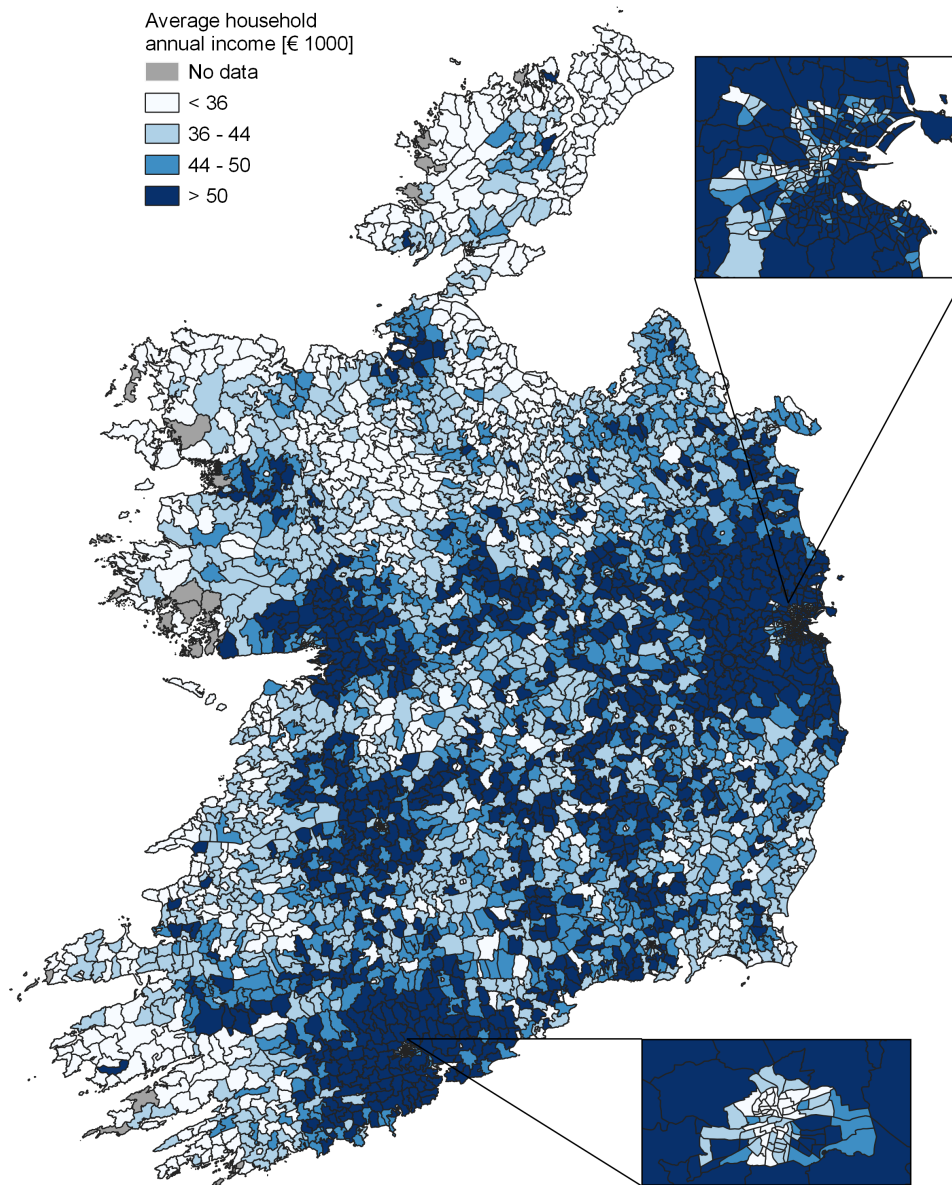 Average household
annual income [€ 1000]
No data
< 36
36 - 44
44 - 50
> 50